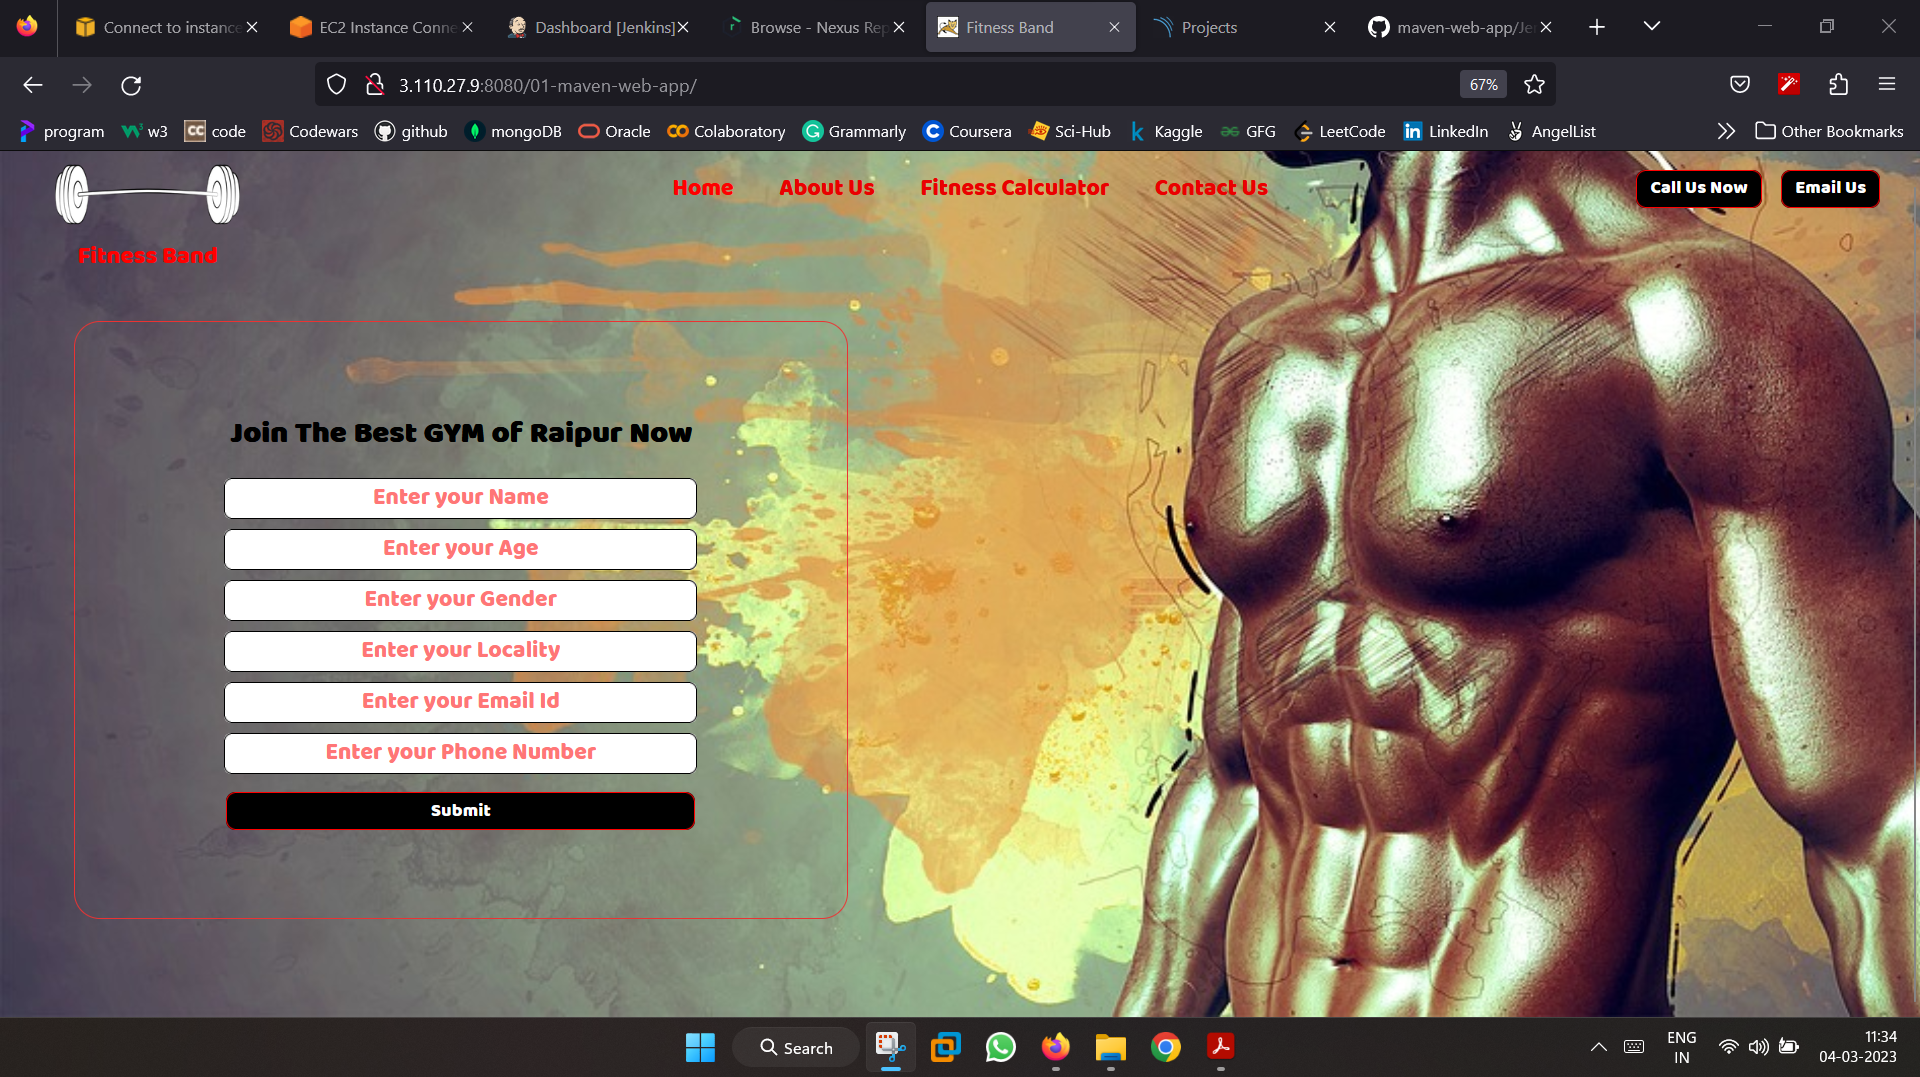 Connect to instance
EC2 Instance Conne
Dashboard [Jenkins]
Browse - Nexus Rep
Fitness Band
Projects
maven-web-app/Je
3.110.27.9:8080/01-maven-web-app/
67%
program
w3
code
Codewars
github
mongoDB
Oracle
Colaboratory
Grammarly
Coursera
Sci-Hub
Kaggle
GFG
LeetCode
LinkedIn
AngelList
Other Bookmarks
Home
About Us
Fitness Calculator
Contact Us
Call Us Now
Email Us
Fitness Band
Join The Best GYM of Raipur Now
Enter your Name
Enter your Age
Enter your Gender
Enter your Locality
Enter your Email Id
Enter your Phone Number
Submit
Search
ENG
IN
11:34
04-03-2023